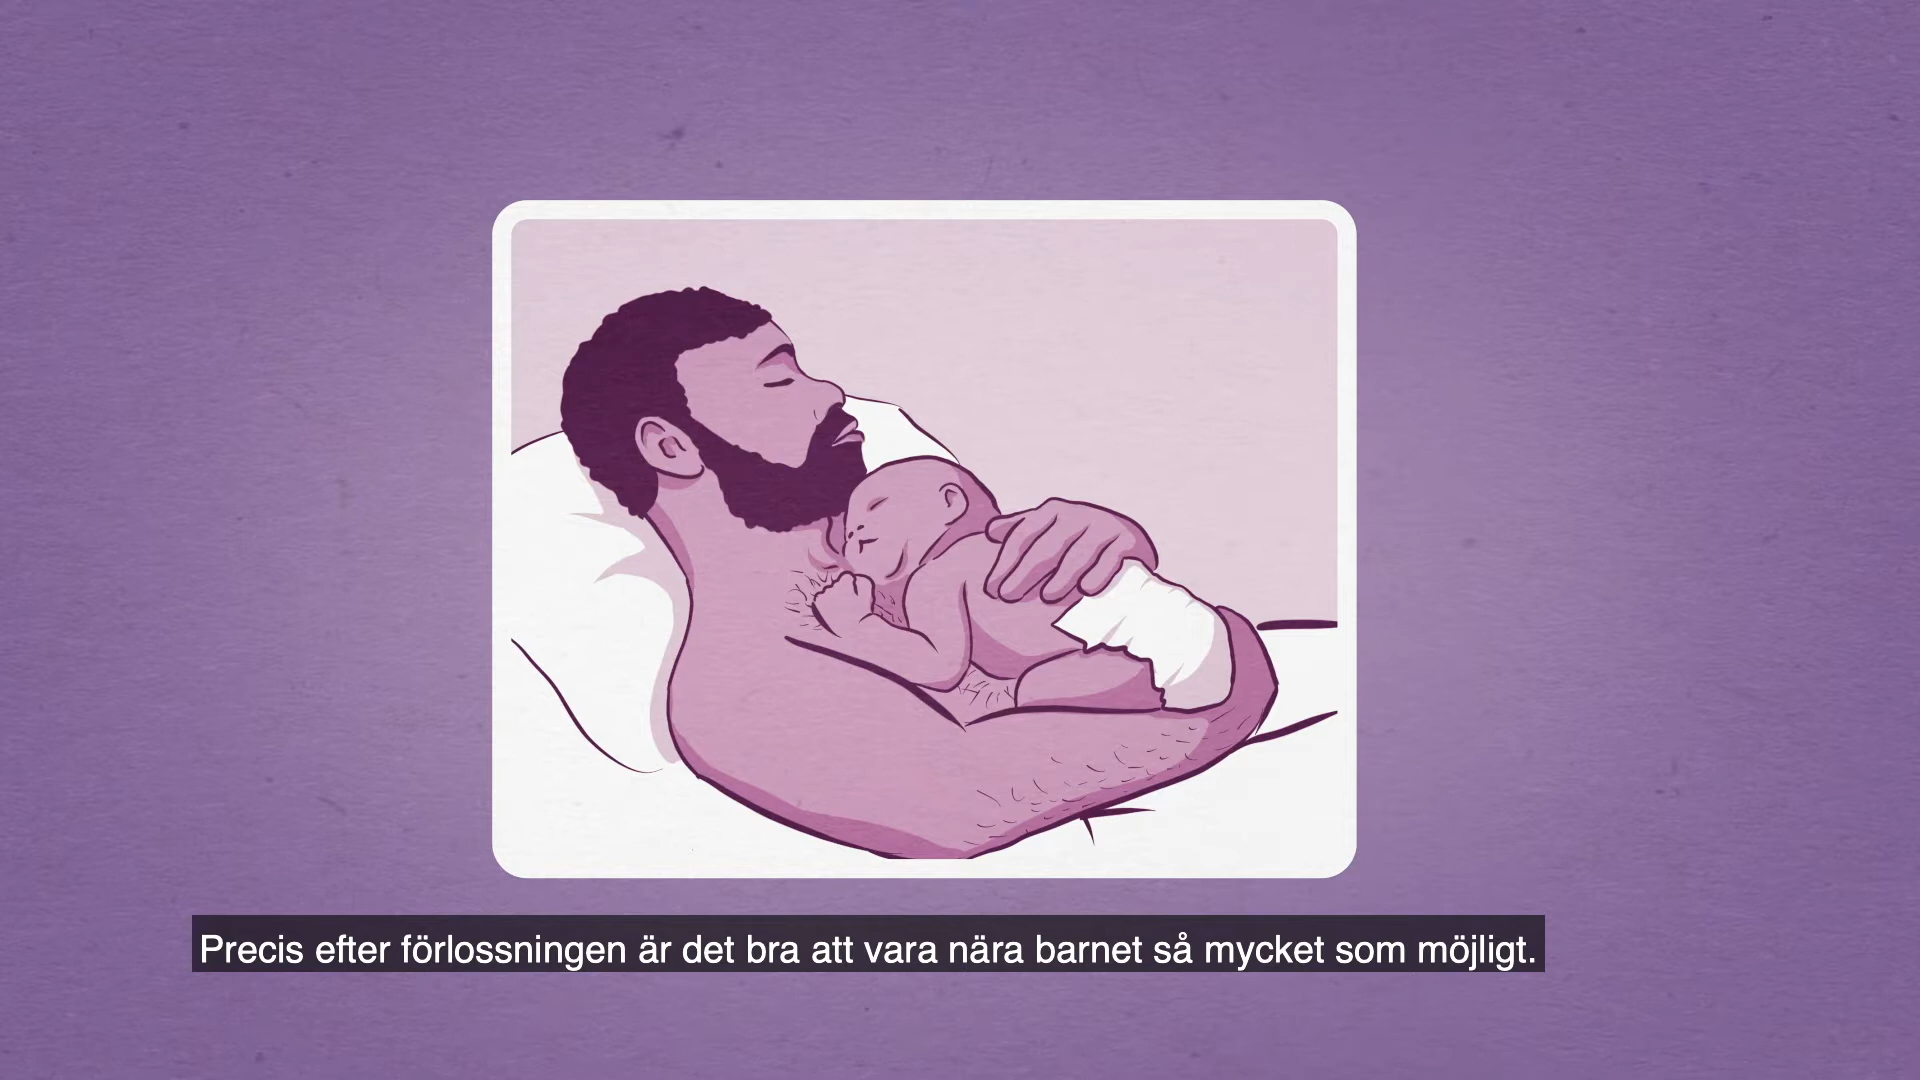 Precis efter förlossningen är det bra att vara nära barnet så mycket som möjligt.